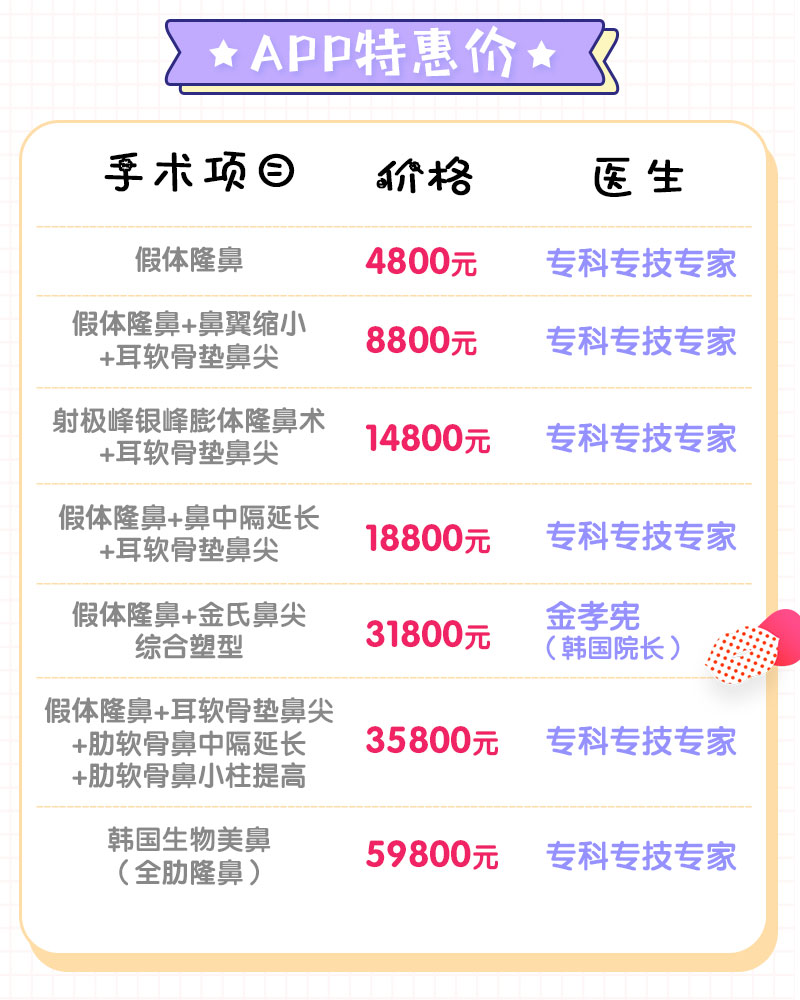 APP特惠价
手术项目 价格 医生
假体隆鼻 4800元 专科专技专家
假体隆鼻+鼻翼缩小
+耳软骨垫鼻尖
8800元 专科专技专家
射极峰银峰膨体隆鼻术
+耳软骨垫鼻尖
14800元 专科专技专家
假体隆鼻+鼻中隔延长
+耳软骨垫鼻尖
18800元 专科专技专家
假体隆鼻+金氏鼻尖
综合塑型
31800元
金孝宪
（韩国院长）
假体隆鼻+耳软骨垫鼻尖
+肋软骨鼻中隔延长
+肋软骨鼻小柱提高
35800元 专科专技专家
韩国生物美鼻
（全肋隆鼻）
59800元 专科专技专家